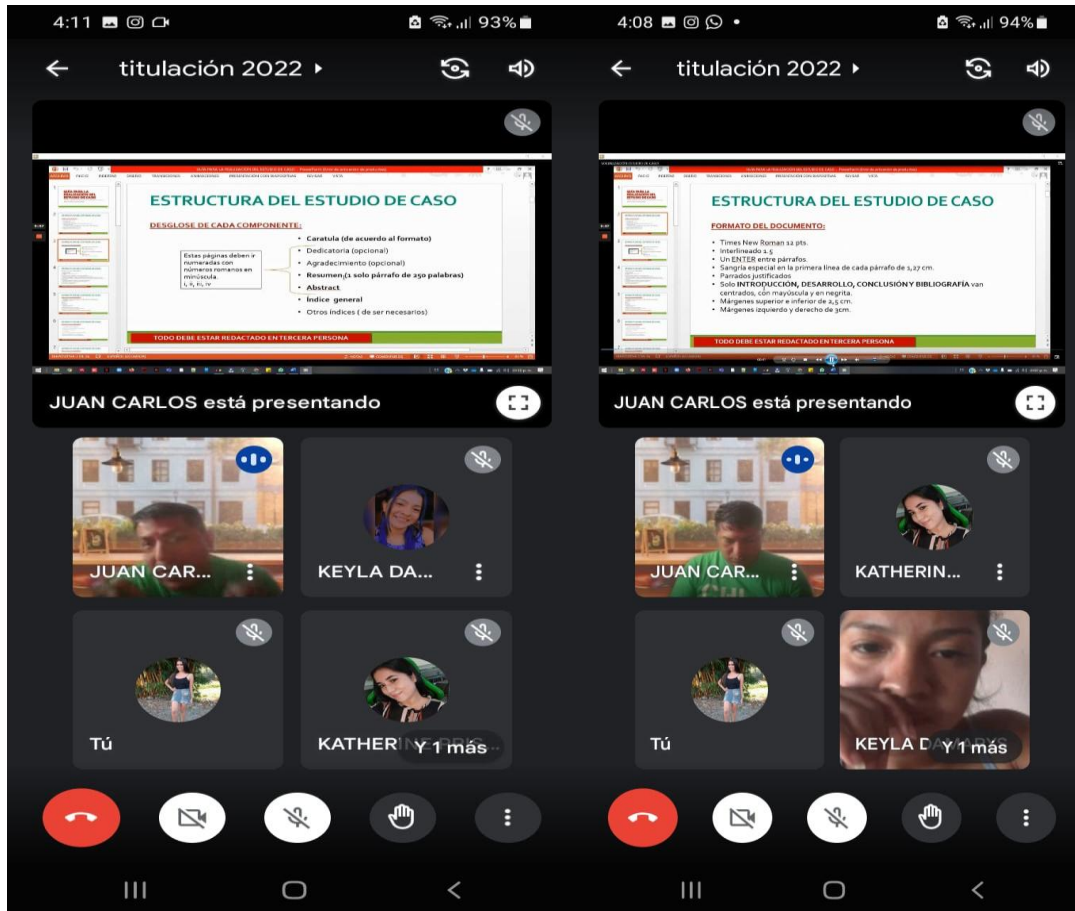 4:11
93%
titulación 2022
ESTRUCTURA DEL ESTUDIO DE CASO
DESGLOSE DE CADA COMPONENTE:
Estas páginas deben ir
numeradas con
números romanos en
minúscula.
i, ii, iii, iv
• Caratula (de acuerdo al formato)
• Dedicatoria (opcional)
• Agradecimiento (opcional)
• Resumen (1 solo párrafo de 250 palabras)
• Abstract
• Índice general
• Otros índices ( de ser necesarios)
TODO DEBE ESTAR REDACTADO EN TERCERA PERSONA
JUAN CARLOS está presentando
JUAN CAR...
KEYLA DA...
Tú
KATHERINE PRIS...
Y 1 más
4:08
94%
titulación 2022
ESTRUCTURA DEL ESTUDIO DE CASO
FORMATO DEL DOCUMENTO:
• Times New Roman 12 pts.
• Interlineado 1.5
• Un ENTER entre párrafos.
• Sangría especial en la primera línea de cada párrafo de 1,27 cm.
• Parrados justificados
• Solo INTRODUCCIÓN, DESARROLLO, CONCLUSIÓN Y BIBLIOGRAFÍA van
centrados, con mayúscula y en negrita.
• Márgenes superior e inferior de 2,5 cm.
• Márgenes izquierdo y derecho de 3cm.
TODO DEBE ESTAR REDACTADO EN TERCERA PERSONA
JUAN CARLOS está presentando
JUAN CAR...
KATHERIN...
Tú
KEYLA DAMARYS
Y 1 más